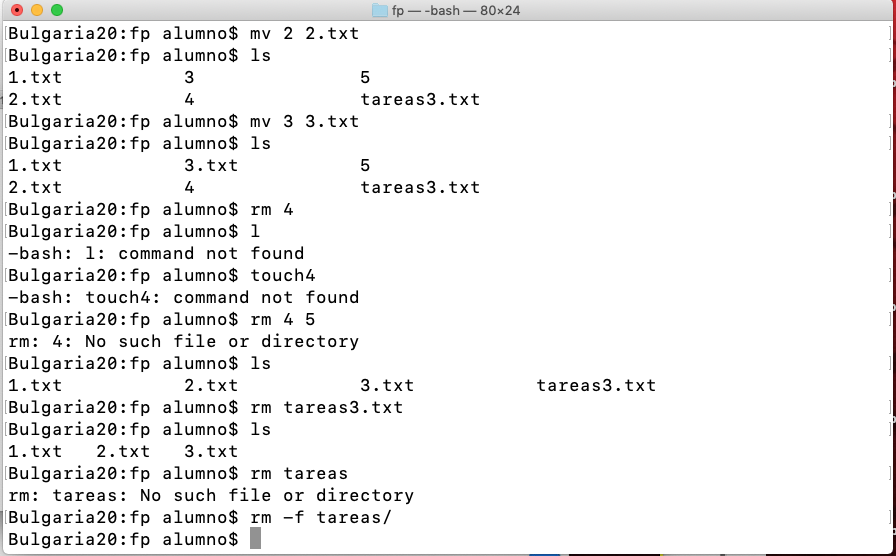 fp — -bash — 80×24
Bulgaria20:fp alumno$ mv 2 2.txt
Bulgaria20:fp alumno$ ls
1.txt 3 5
2.txt 4 tareas3.txt
Bulgaria20:fp alumno$ mv 3 3.txt
Bulgaria20:fp alumno$ ls
1.txt 3.txt 5
2.txt 4 tareas3.txt
Bulgaria20:fp alumno$ rm 4
Bulgaria20:fp alumno$ l
-bash: l: command not found
Bulgaria20:fp alumno$ touch4
-bash: touch4: command not found
Bulgaria20:fp alumno$ rm 4 5
rm: 4: No such file or directory
Bulgaria20:fp alumno$ ls
1.txt 2.txt 3.txt tareas3.txt
Bulgaria20:fp alumno$ rm tareas3.txt
Bulgaria20:fp alumno$ ls
1.txt 2.txt 3.txt
Bulgaria20:fp alumno$ rm tareas
rm: tareas: No such file or directory
Bulgaria20:fp alumno$ rm -f tareas/
Bulgaria20:fp alumno$